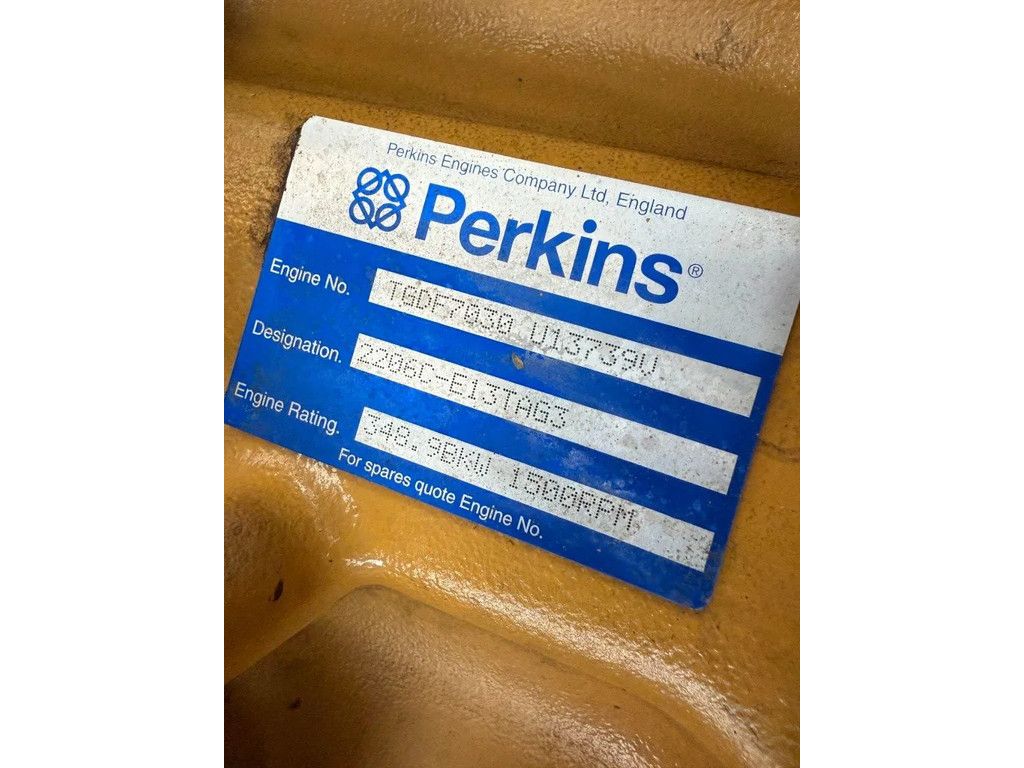 Perkins Engines Company Ltd, England
Perkins®
Engine No. TGDF7030 U13739V
Designation. 2206C-E13TAG3
Engine Rating. 348.9BKW 1500RPM
For spares quote Engine No.